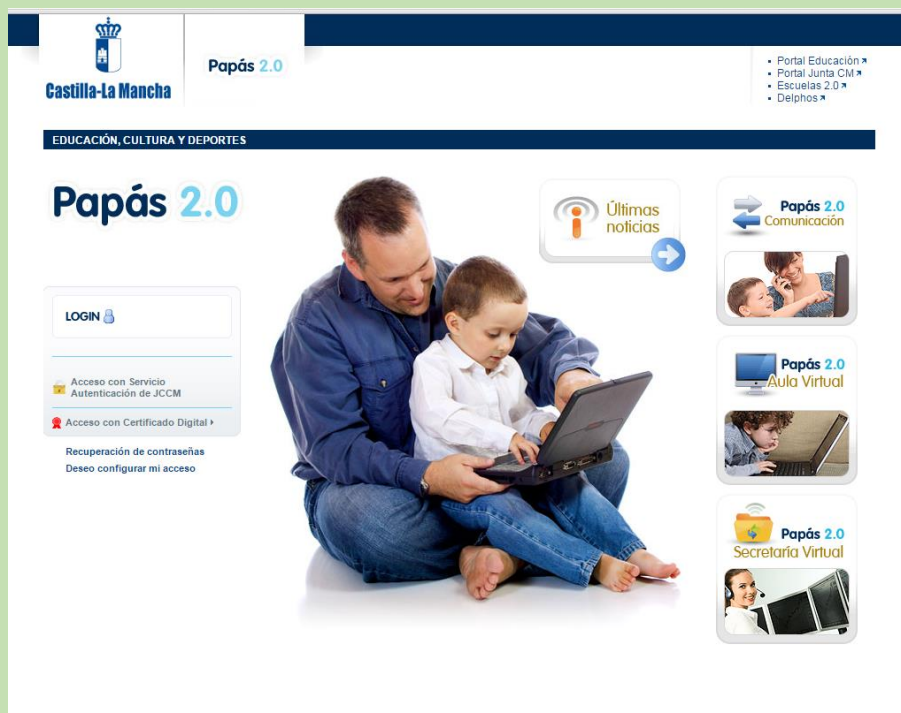 Castilla-La Mancha
Papás 2.0
Portal Educación
Portal Junta CM
Escuelas 2.0
Delphos
EDUCACIÓN, CULTURA Y DEPORTES
Papás 2.0
LOGIN
Acceso con Servicio
Autenticación de JCCM
Acceso con Certificado Digital
Recuperación de contraseñas
Deseo configurar mi acceso
Últimas
noticias
Papás 2.0
Comunicación
Papás 2.0
Aula Virtual
Papás 2.0
Secretaría Virtual